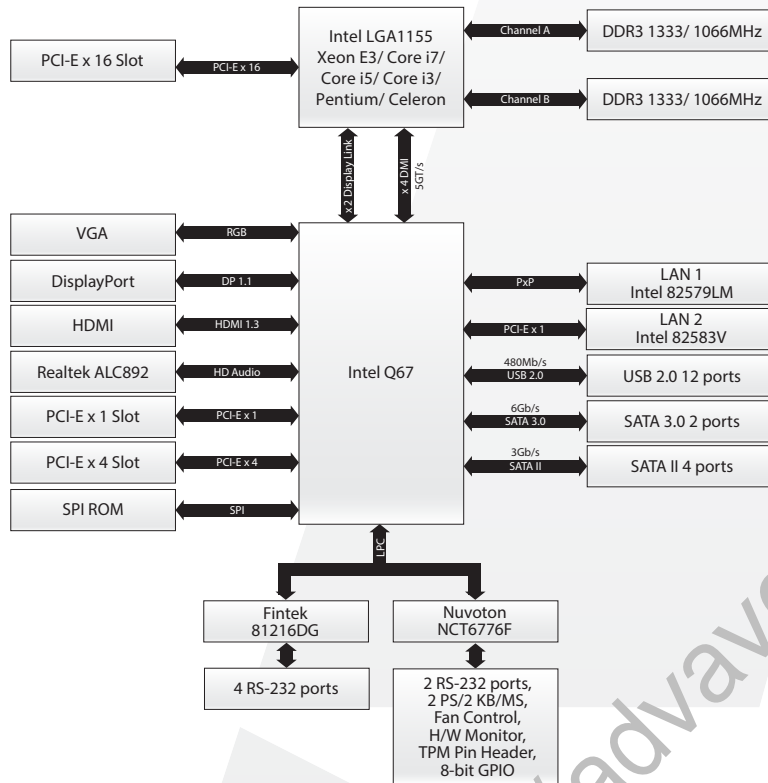 Intel LGA1155
Xeon E3/ Core i7/
Core i5/ Core i3/
Pentium/ Celeron
PCI-E x 16 Slot
PCI-E x 16
Channel A
DDR3 1333/ 1066MHz
Channel B
DDR3 1333/ 1066MHz
x 2 Display Link
x 4 DMI
5GT/s
VGA
RGB
DisplayPort
DP 1.1
HDMI
HDMI 1.3
Realtek ALC892
HD Audio
PCI-E x 1 Slot
PCI-E x 1
PCI-E x 4 Slot
PCI-E x 4
SPI ROM
SPI
Intel Q67
PxP
LAN 1
Intel 82579LM
PCI-E x 1
LAN 2
Intel 82583V
480Mb/s
USB 2.0
USB 2.0 12 ports
6Gb/s
SATA 3.0
SATA 3.0 2 ports
3Gb/s
SATA II
SATA II 4 ports
LPC
Fintek
81216DG
Nuvoton
NCT6776F
4 RS-232 ports
2 RS-232 ports,
2 PS/2 KB/MS,
Fan Control,
H/W Monitor,
TPM Pin Header,
8-bit GPIO